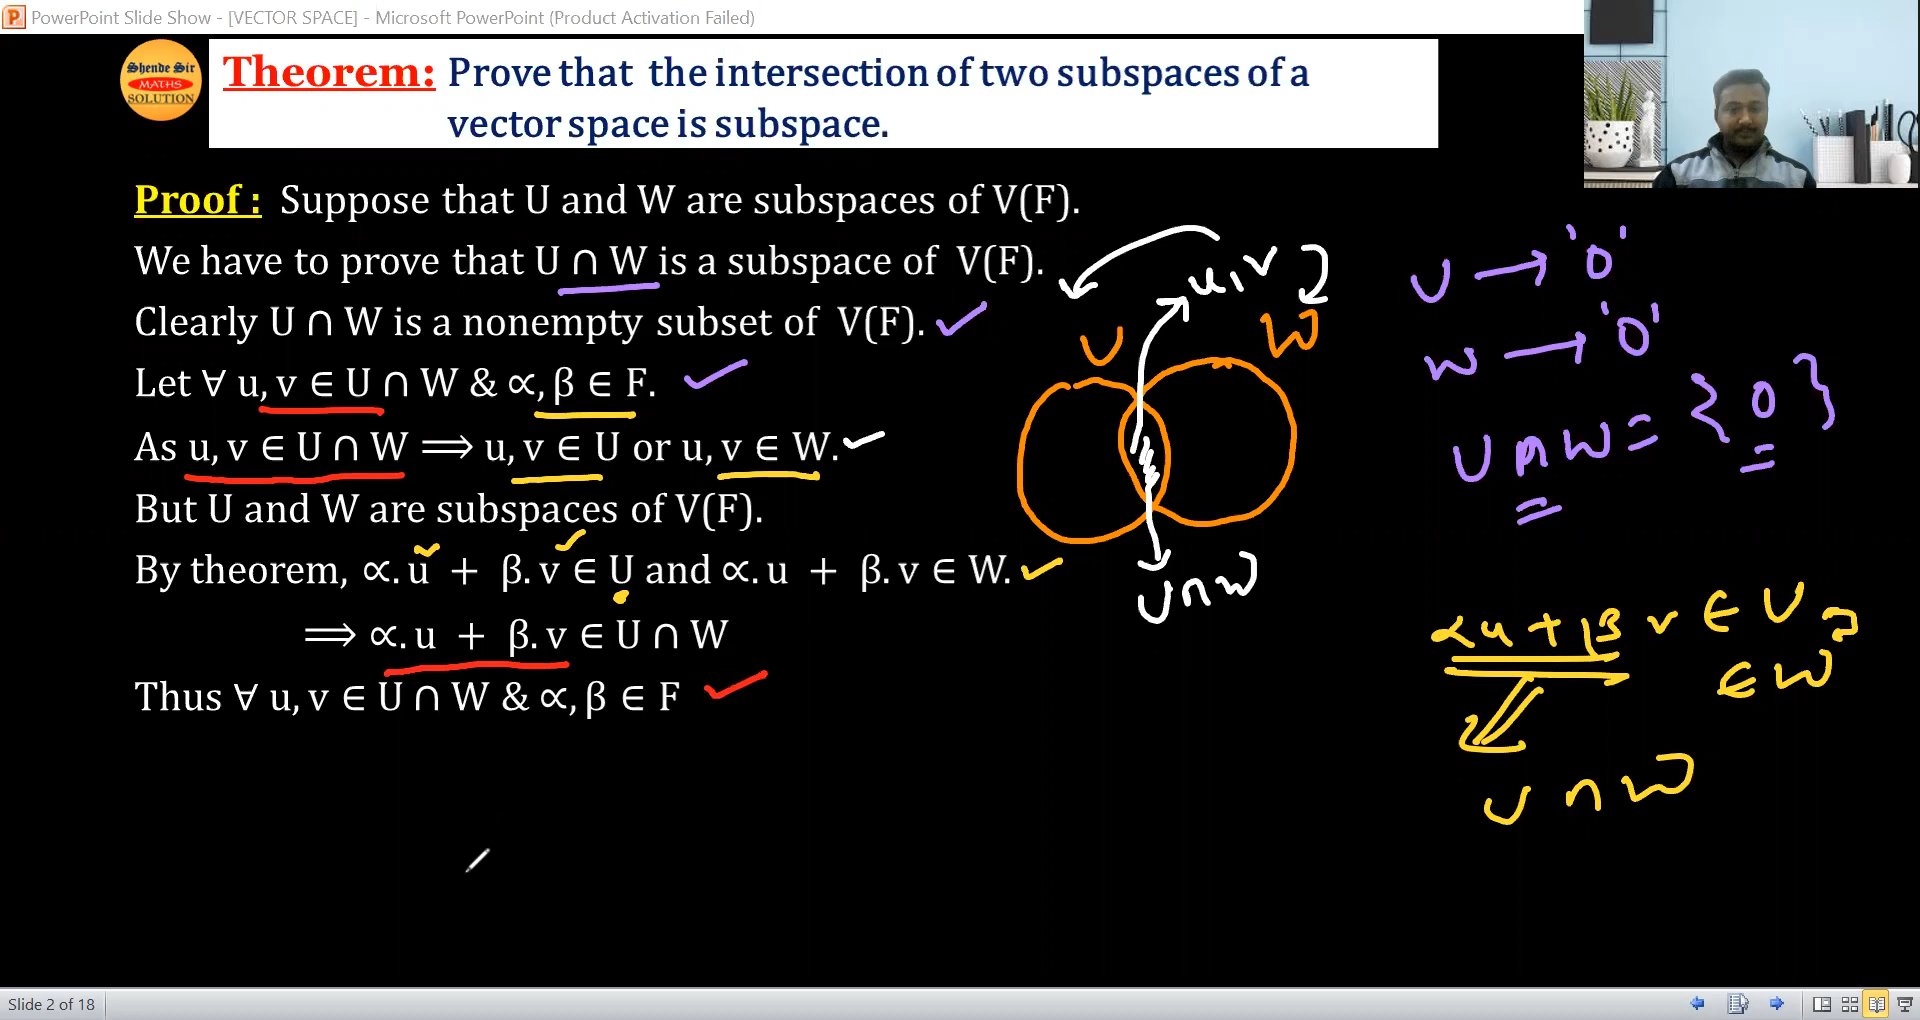 PowerPoint Slide Show - [VECTOR SPACE] - Microsoft PowerPoint (Product Activation Failed)
Shende Sir
MATHS
SOLUTION
Theorem: Prove that the intersection of two subspaces of a
vector space is subspace.
Proof : Suppose that U and W are subspaces of V(F).
We have to prove that U ∩ W is a subspace of V(F).
Clearly U ∩ W is a nonempty subset of V(F).
Let ∀ u, v ∈ U ∩ W & ∝, β ∈ F.
As u, v ∈ U ∩ W ⟹ u, v ∈ U or u, v ∈ W.
But U and W are subspaces of V(F).
By theorem, ∝. u + β. v ∈ U and ∝. u + β. v ∈ W.
⟹ ∝. u + β. v ∈ U ∩ W
Thus ∀ u, v ∈ U ∩ W & ∝, β ∈ F
u, v
U
W
U ∩ W
U → '0'
W → '0'
U ∩ W = { 0 }
αu + β v ∈ U
∈ W
U ∩ W
Slide 2 of 18